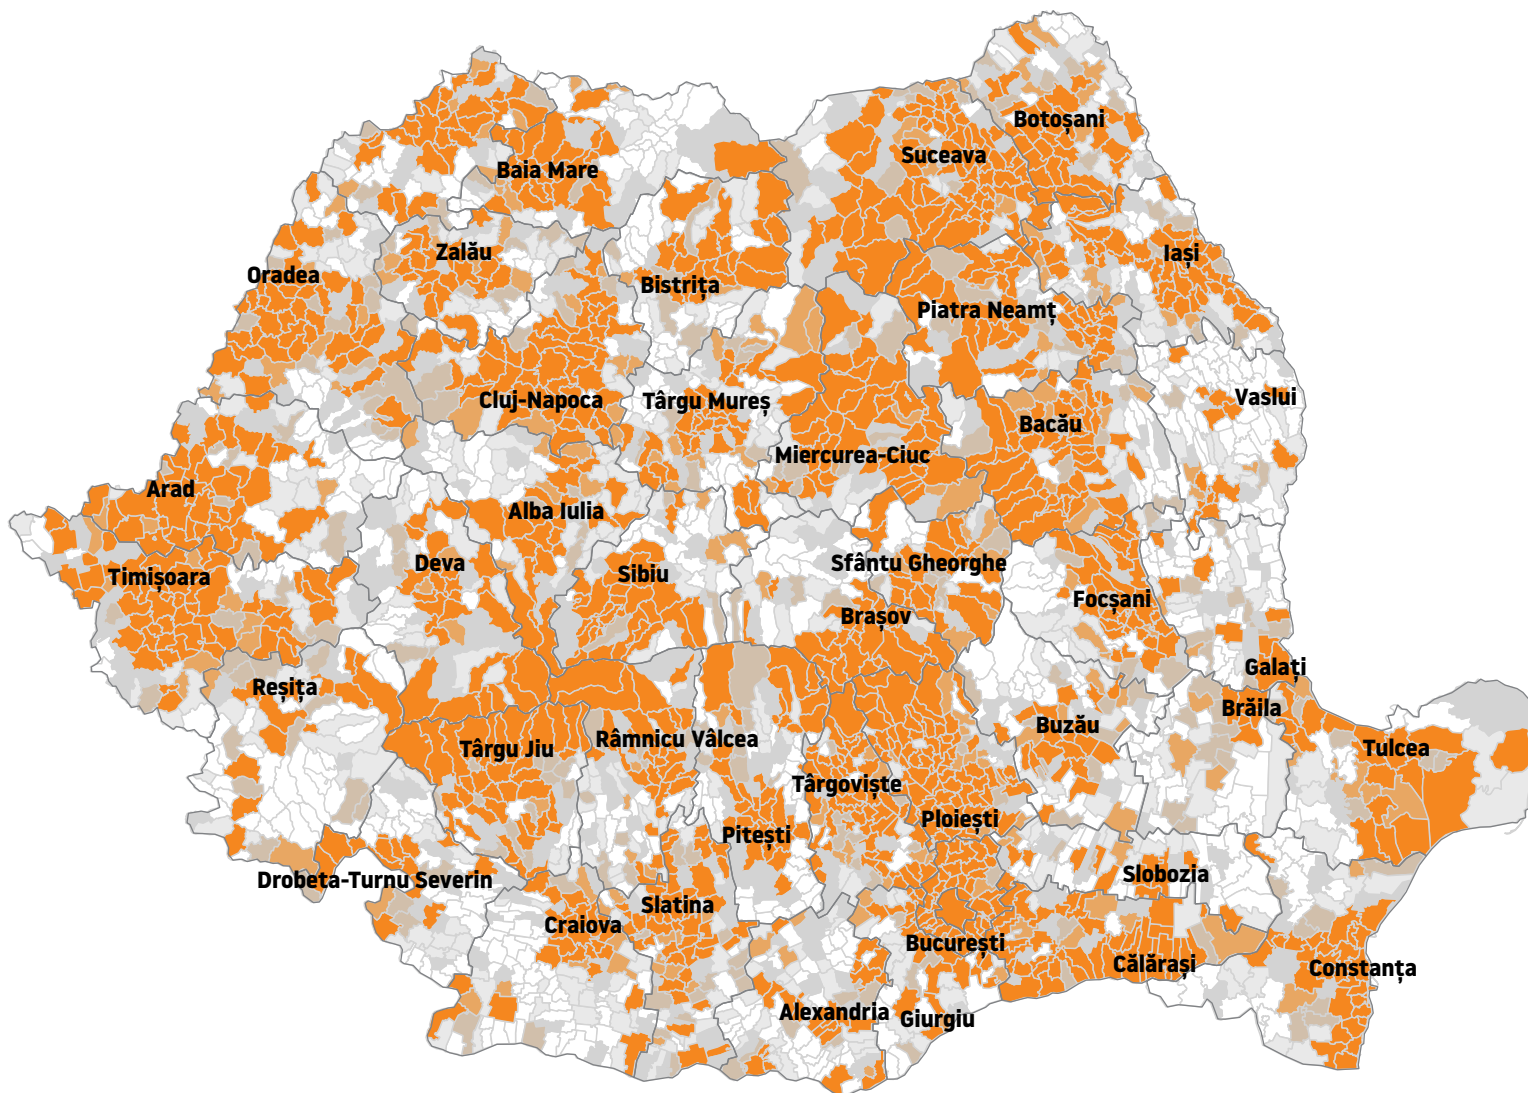 Botoșani
Suceava
Baia Mare
Zalău
Iași
Oradea
Bistrița
Piatra Neamț
Cluj-Napoca
Târgu Mureș
Vaslui
Bacău
Miercurea-Ciuc
Arad
Alba Iulia
Deva
Sfântu Gheorghe
Timișoara
Sibiu
Focșani
Brașov
Galați
Reșița
Brăila
Buzău
Târgu Jiu
Râmnicu Vâlcea
Tulcea
Târgoviște
Ploiești
Pitești
Slobozia
Drobeta-Turnu Severin
Slatina
Craiova
București
Călărași
Constanța
Alexandria
Giurgiu